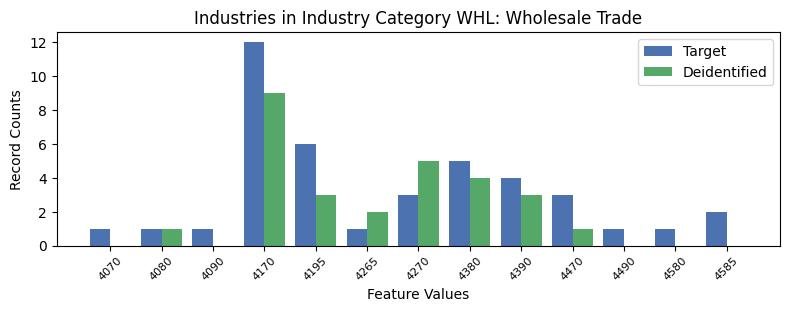 Industries in Industry Category WHL: Wholesale Trade
Target
Deidentified
Record Counts
12
10
8
6
4
2
0
4070 4080 4090 4170 4195 4265 4270 4380 4390 4470 4490 4580 4585
Feature Values